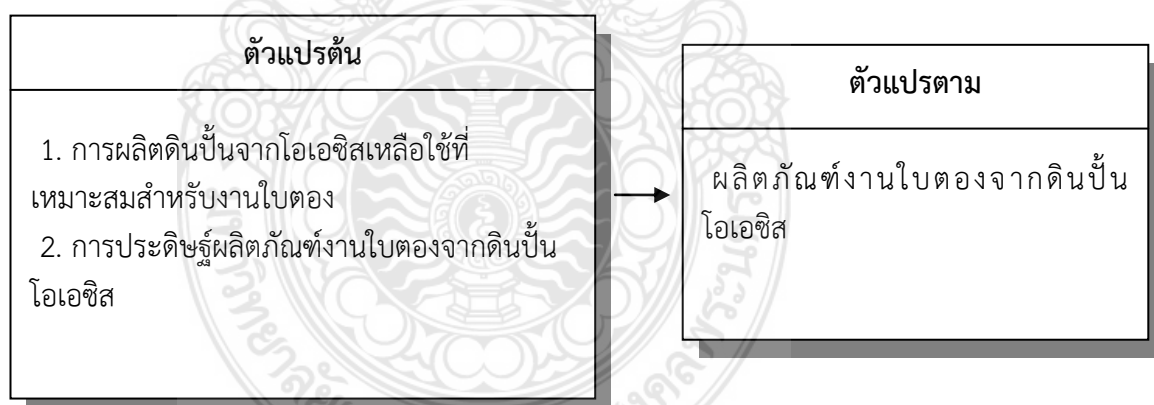 ตัวแปรต้น
1. การผลิตดินปั้นจากโอเอซิสเหลือใช้ที่
เหมาะสมสำหรับงานใบตอง
2. การประดิษฐ์ผลิตภัณฑ์งานใบตองจากดินปั้น
โอเอซิส
ตัวแปรตาม
ผลิตภัณฑ์งานใบตองจากดินปั้น
โอเอซิส